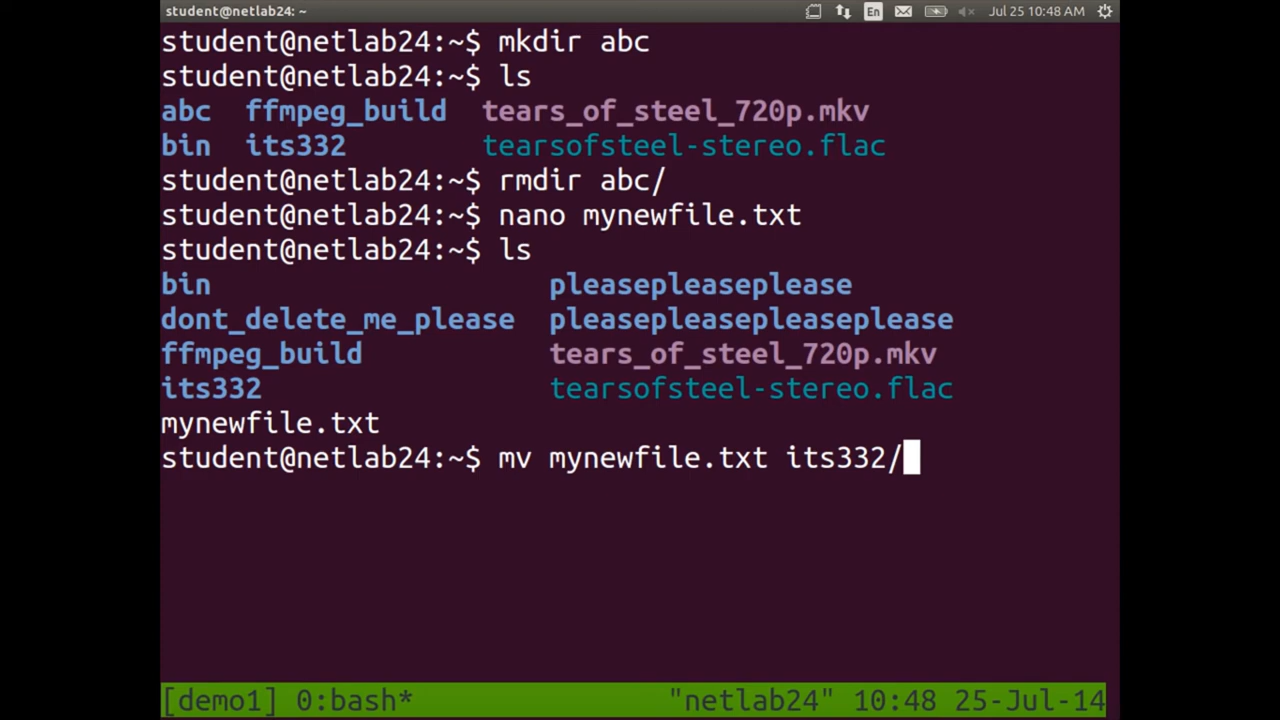 student@netlab24: ~ En Jul 25 10:48 AM
student@netlab24:~$ mkdir abc
student@netlab24:~$ ls
abc ffmpeg_build tears_of_steel_720p.mkv
bin its332 tearsofsteel-stereo.flac
student@netlab24:~$ rmdir abc/
student@netlab24:~$ nano mynewfile.txt
student@netlab24:~$ ls
bin pleasepleaseplease
dont_delete_me_please pleasepleasepleaseplease
ffmpeg_build tears_of_steel_720p.mkv
its332 tearsofsteel-stereo.flac
mynewfile.txt
student@netlab24:~$ mv mynewfile.txt its332/
[demo1] 0:bash* "netlab24" 10:48 25-Jul-14